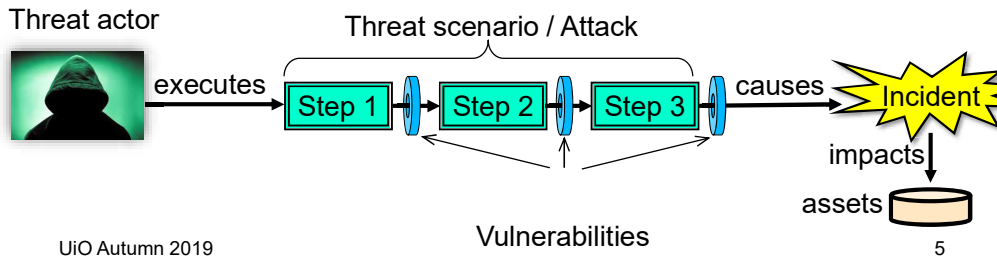 Threat actor
Threat scenario / Attack
executes
Step 1
Step 2
Step 3
causes
Incident
impacts
assets
Vulnerabilities
UiO Autumn 2019
5